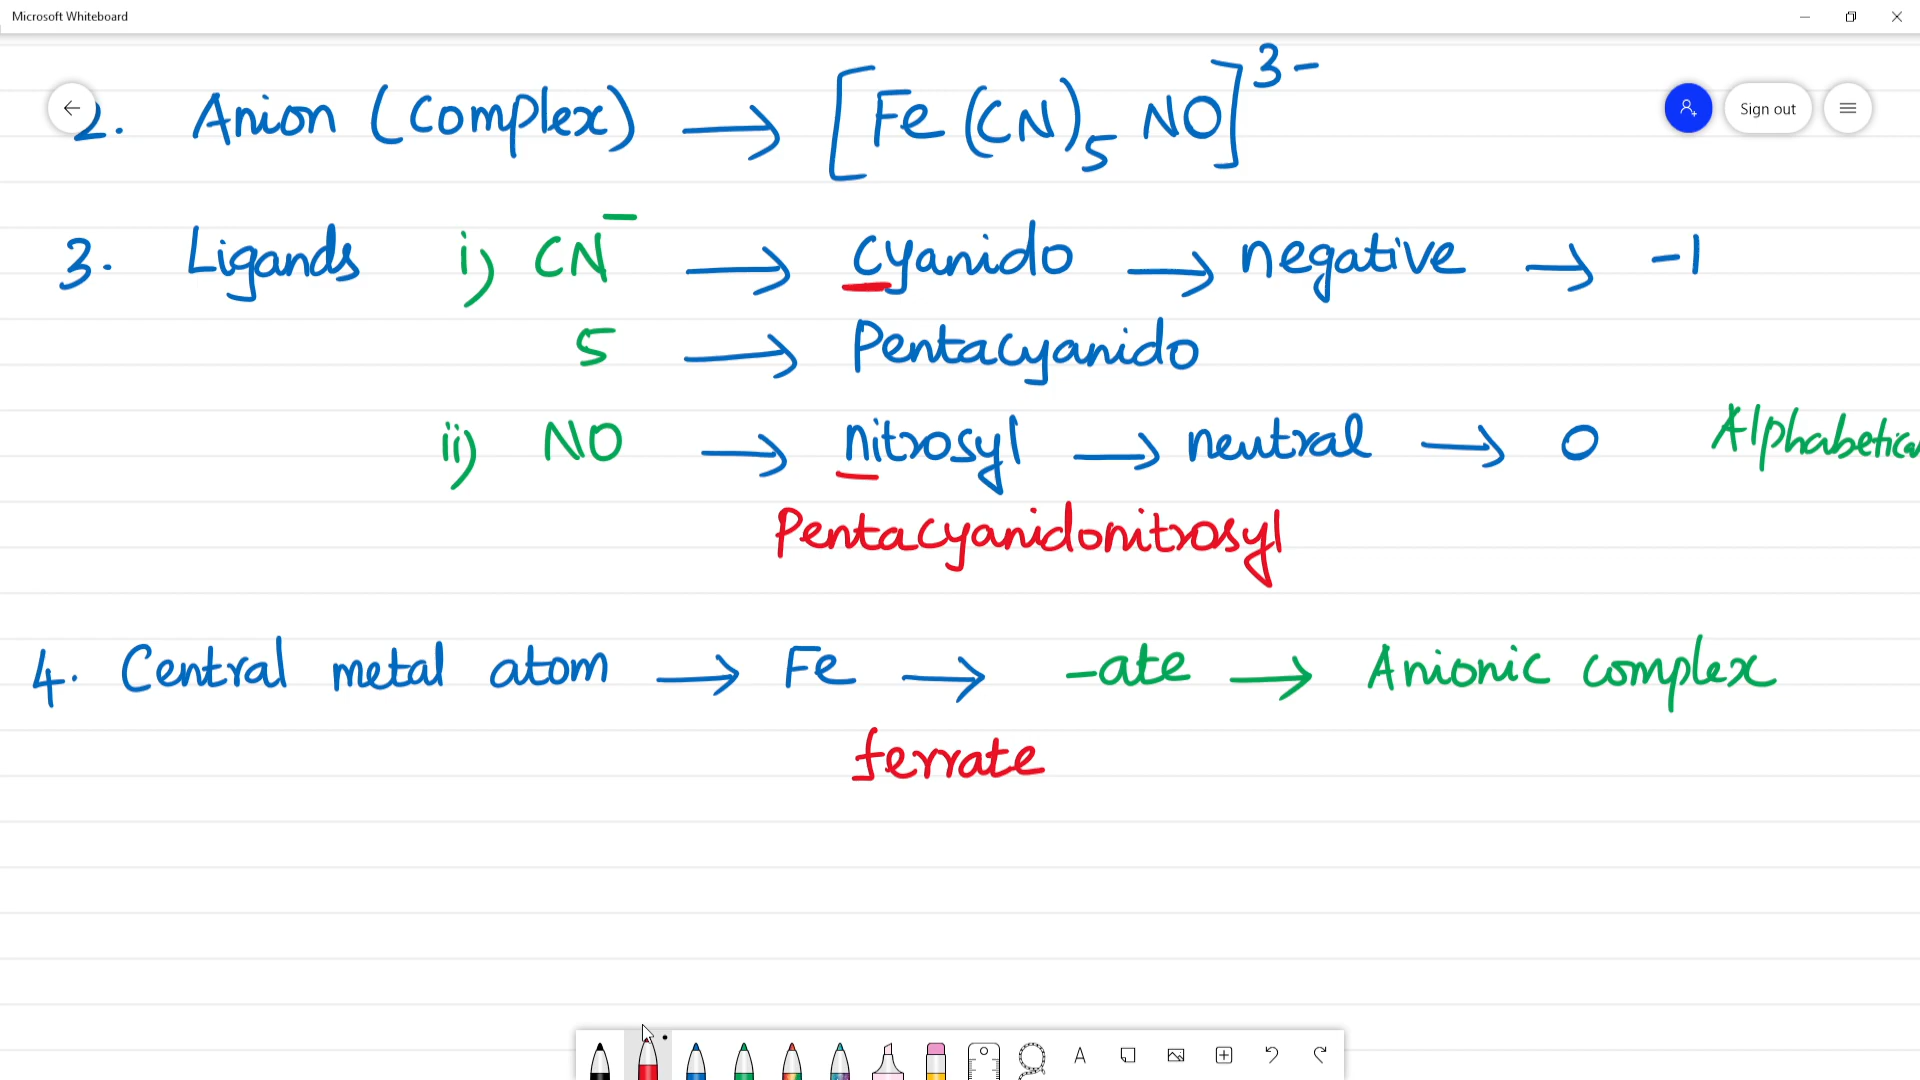 Microsoft Whiteboard
2. Anion (Complex) → [Fe(CN)₅ NO]³⁻
Sign out
3. Ligands i) CN⁻ → Cyanido → negative → -1
5 → Pentacyanido
ii) NO → nitrosyl → neutral → 0 Alphabetica
Pentacyanidonitrosyl
4. Central metal atom → Fe → -ate → Anionic complex
ferrate